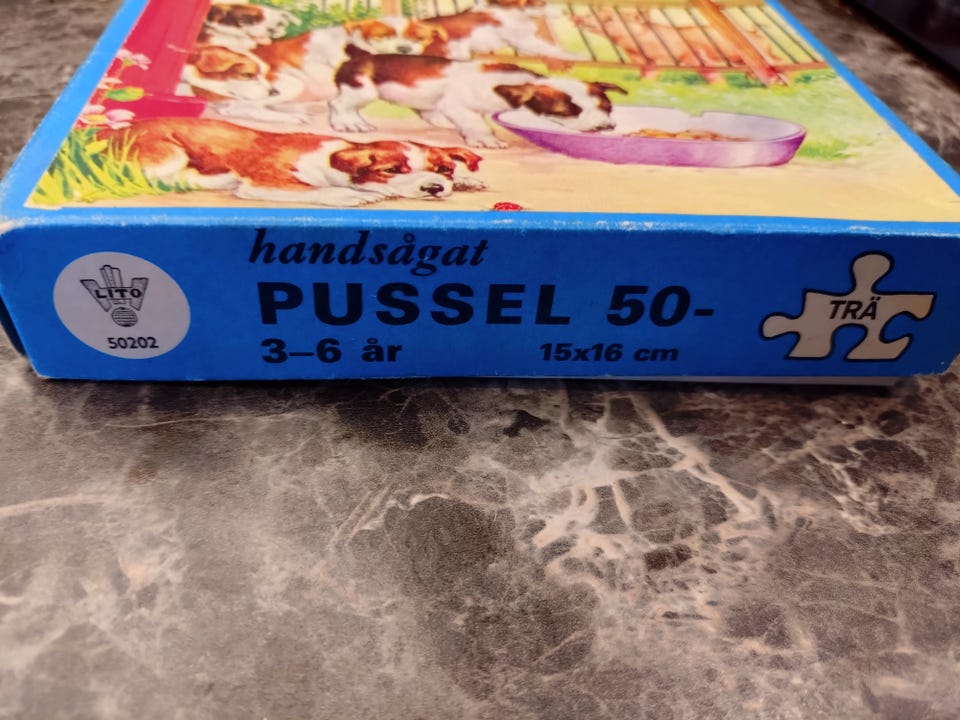 LITO
50202
handsågat
PUSSEL 50-
3–6 år
15x16 cm
TRÄ